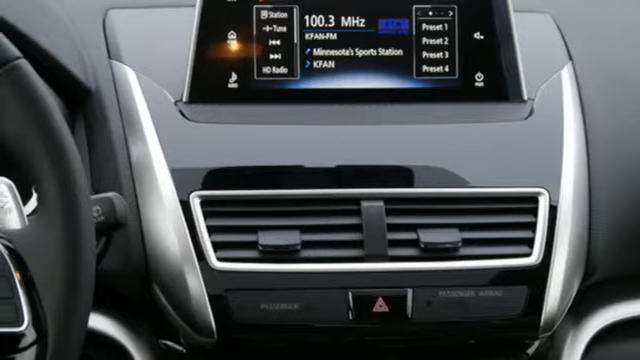 Station
Tune
HD Radio
100.3 MHz
KFAN-FM
Minnesota's Sports Station
KFAN
Preset 1
Preset 2
Preset 3
Preset 4
PASSENGER
PASSENGER AIRBAG